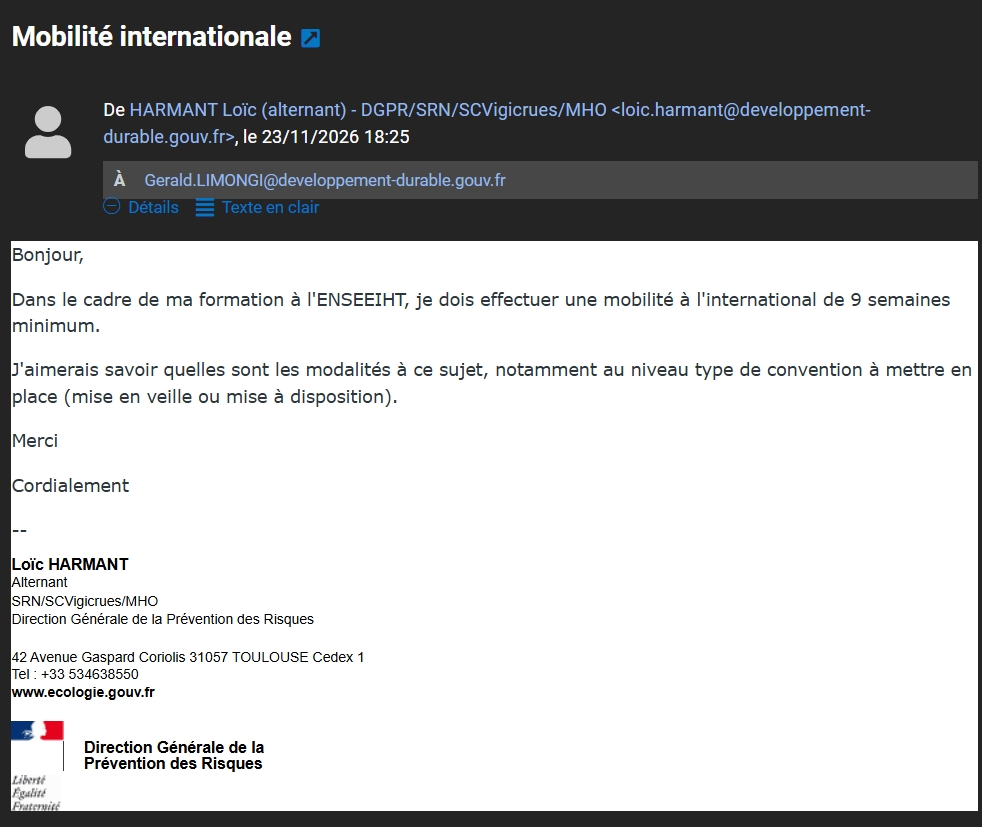 Mobilité internationale
De HARMANT Loïc (alternant) - DGPR/SRN/SCVigicrues/MHO <loic.harmant@developpement-
durable.gouv.fr>, le 23/11/2026 18:25
À Gerald.LIMONGI@developpement-durable.gouv.fr
Détails Texte en clair
Bonjour,
Dans le cadre de ma formation à l'ENSEEIHT, je dois effectuer une mobilité à l'international de 9 semaines
minimum.
J'aimerais savoir quelles sont les modalités à ce sujet, notamment au niveau type de convention à mettre en
place (mise en veille ou mise à disposition).
Merci
Cordialement
--
Loïc HARMANT
Alternant
SRN/SCVigicrues/MHO
Direction Générale de la Prévention des Risques
42 Avenue Gaspard Coriolis 31057 TOULOUSE Cedex 1
Tel : +33 534638550
www.ecologie.gouv.fr
Direction Générale de la
Prévention des Risques
Liberté
Égalité
Fraternité